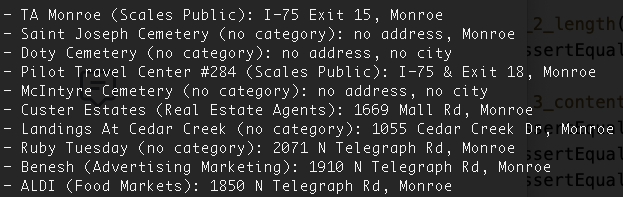 - TA Monroe (Scales Public): I-75 Exit 15, Monroe
- Saint Joseph Cemetery (no category): no address, Monroe
- Doty Cemetery (no category): no address, no city
- Pilot Travel Center #284 (Scales Public): I-75 & Exit 18, Monroe
- McIntyre Cemetery (no category): no address, no city
- Custer Estates (Real Estate Agents): 1669 Mall Rd, Monroe
- Landings At Cedar Creek (no category): 1055 Cedar Creek Dr, Monroe
- Ruby Tuesday (no category): 2071 N Telegraph Rd, Monroe
- Benesh (Advertising Marketing): 1910 N Telegraph Rd, Monroe
- ALDI (Food Markets): 1850 N Telegraph Rd, Monroe
_2_length(
ssertEqual
3_content
ssertEqual
ssertEqual
ssertEqual